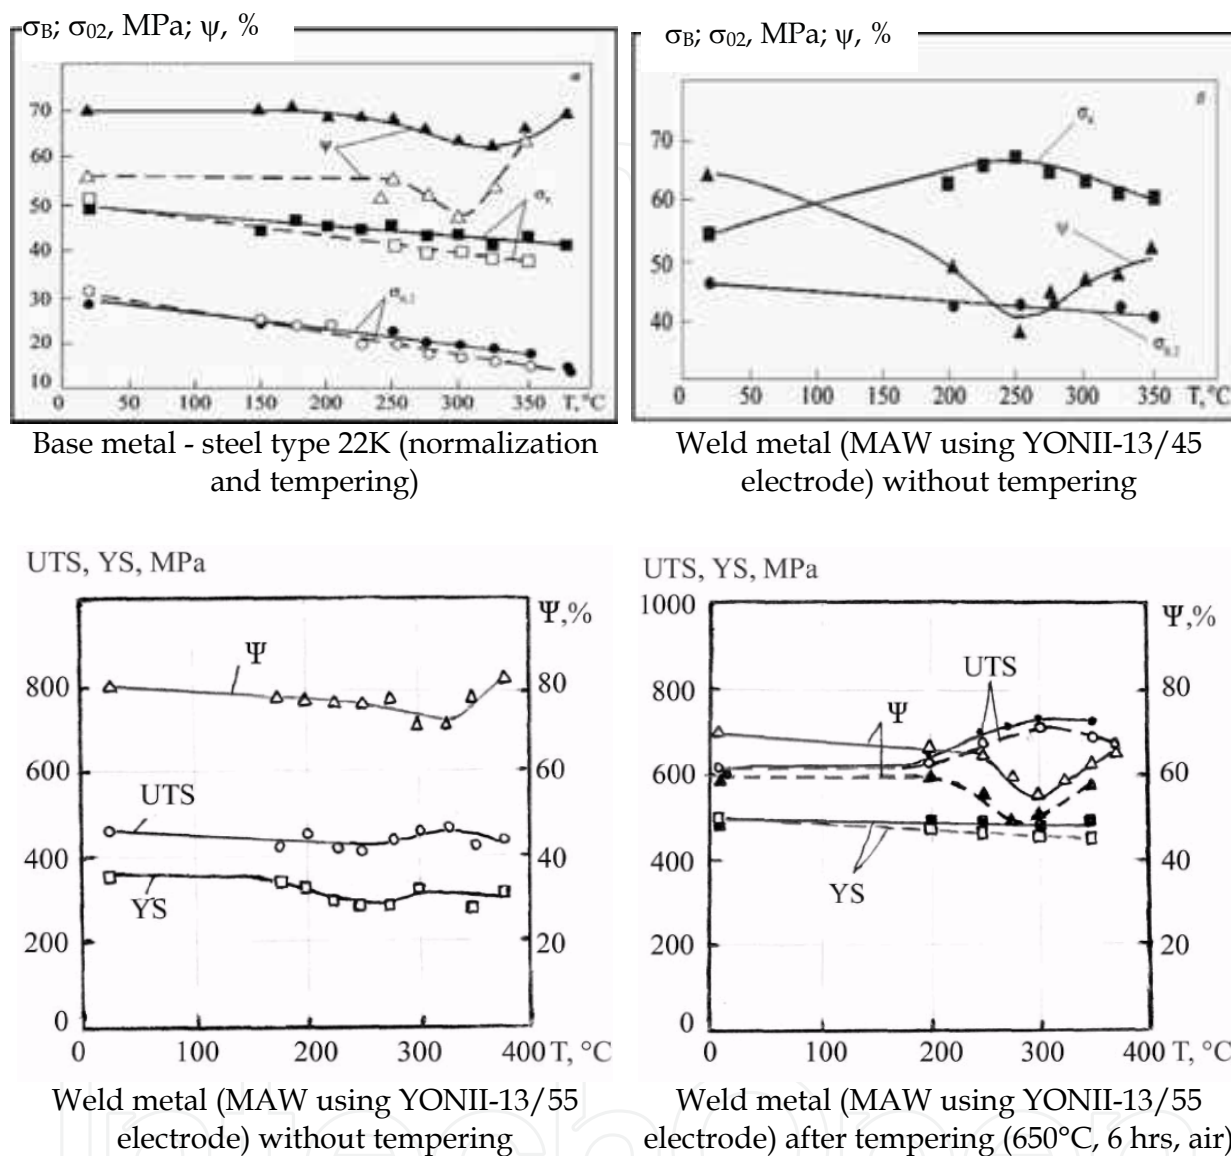 σB; σ02, MPa; ψ, %
70
60
50
40
30
20
10
ψ
0
50
100
150
200
250
300
350
T, °C
Base metal - steel type 22K (normalization
and tempering)
σB; σ02, MPa; ψ, %
70
60
50
40
ψ
0
50
100
150
200
250
300
350
T,°C
Weld metal (MAW using YONII-13/45
electrode) without tempering
UTS, YS, MPa
Ψ,%
800
600
400
200
0
80
60
40
20
Ψ
UTS
YS
100
200
300
400 T, °C
0
Weld metal (MAW using YONII-13/55
electrode) without tempering
UTS, YS, MPa
1000
Ψ,%
800
600
400
200
0
80
60
40
20
0
UTS
Ψ
YS
0
100
200
300
400
T, °C
Weld metal (MAW using YONII-13/55
electrode) after tempering (650°C, 6 hrs, air)